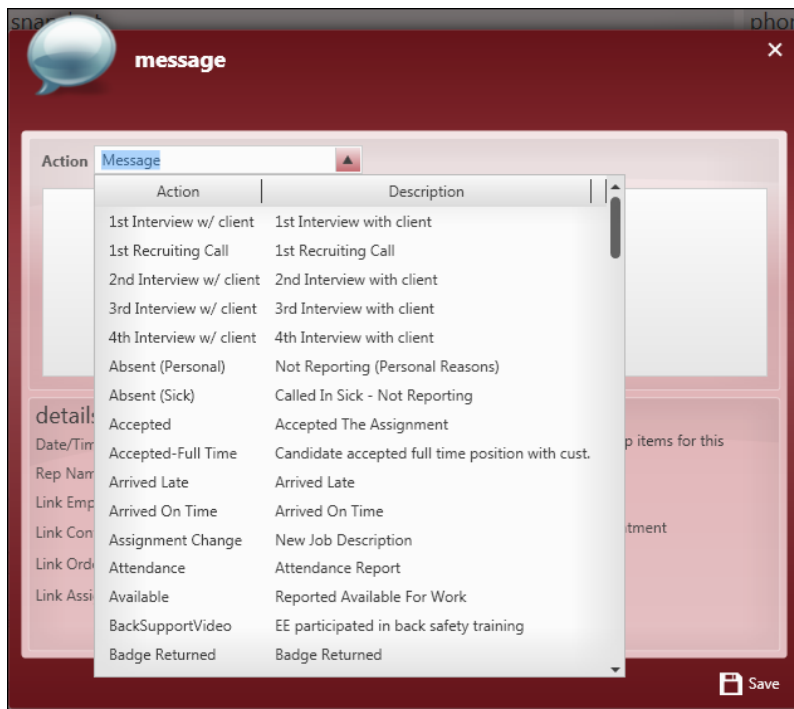 message
Action Message
Action Description
1st Interview w/ client 1st Interview with client
1st Recruiting Call 1st Recruiting Call
2nd Interview w/ client 2nd Interview with client
3rd Interview w/ client 3rd Interview with client
4th Interview w/ client 4th Interview with client
Absent (Personal) Not Reporting (Personal Reasons)
Absent (Sick) Called In Sick - Not Reporting
details
Accepted Accepted The Assignment
Date/Tim p items for this
Accepted-Full Time Candidate accepted full time position with cust.
Rep Nam
Arrived Late Arrived Late
Link Emp
Arrived On Time Arrived On Time
Link Con tment
Assignment Change New Job Description
Link Orde
Attendance Attendance Report
Link Assi
Available Reported Available For Work
BackSupportVideo EE participated in back safety training
Badge Returned Badge Returned
Save